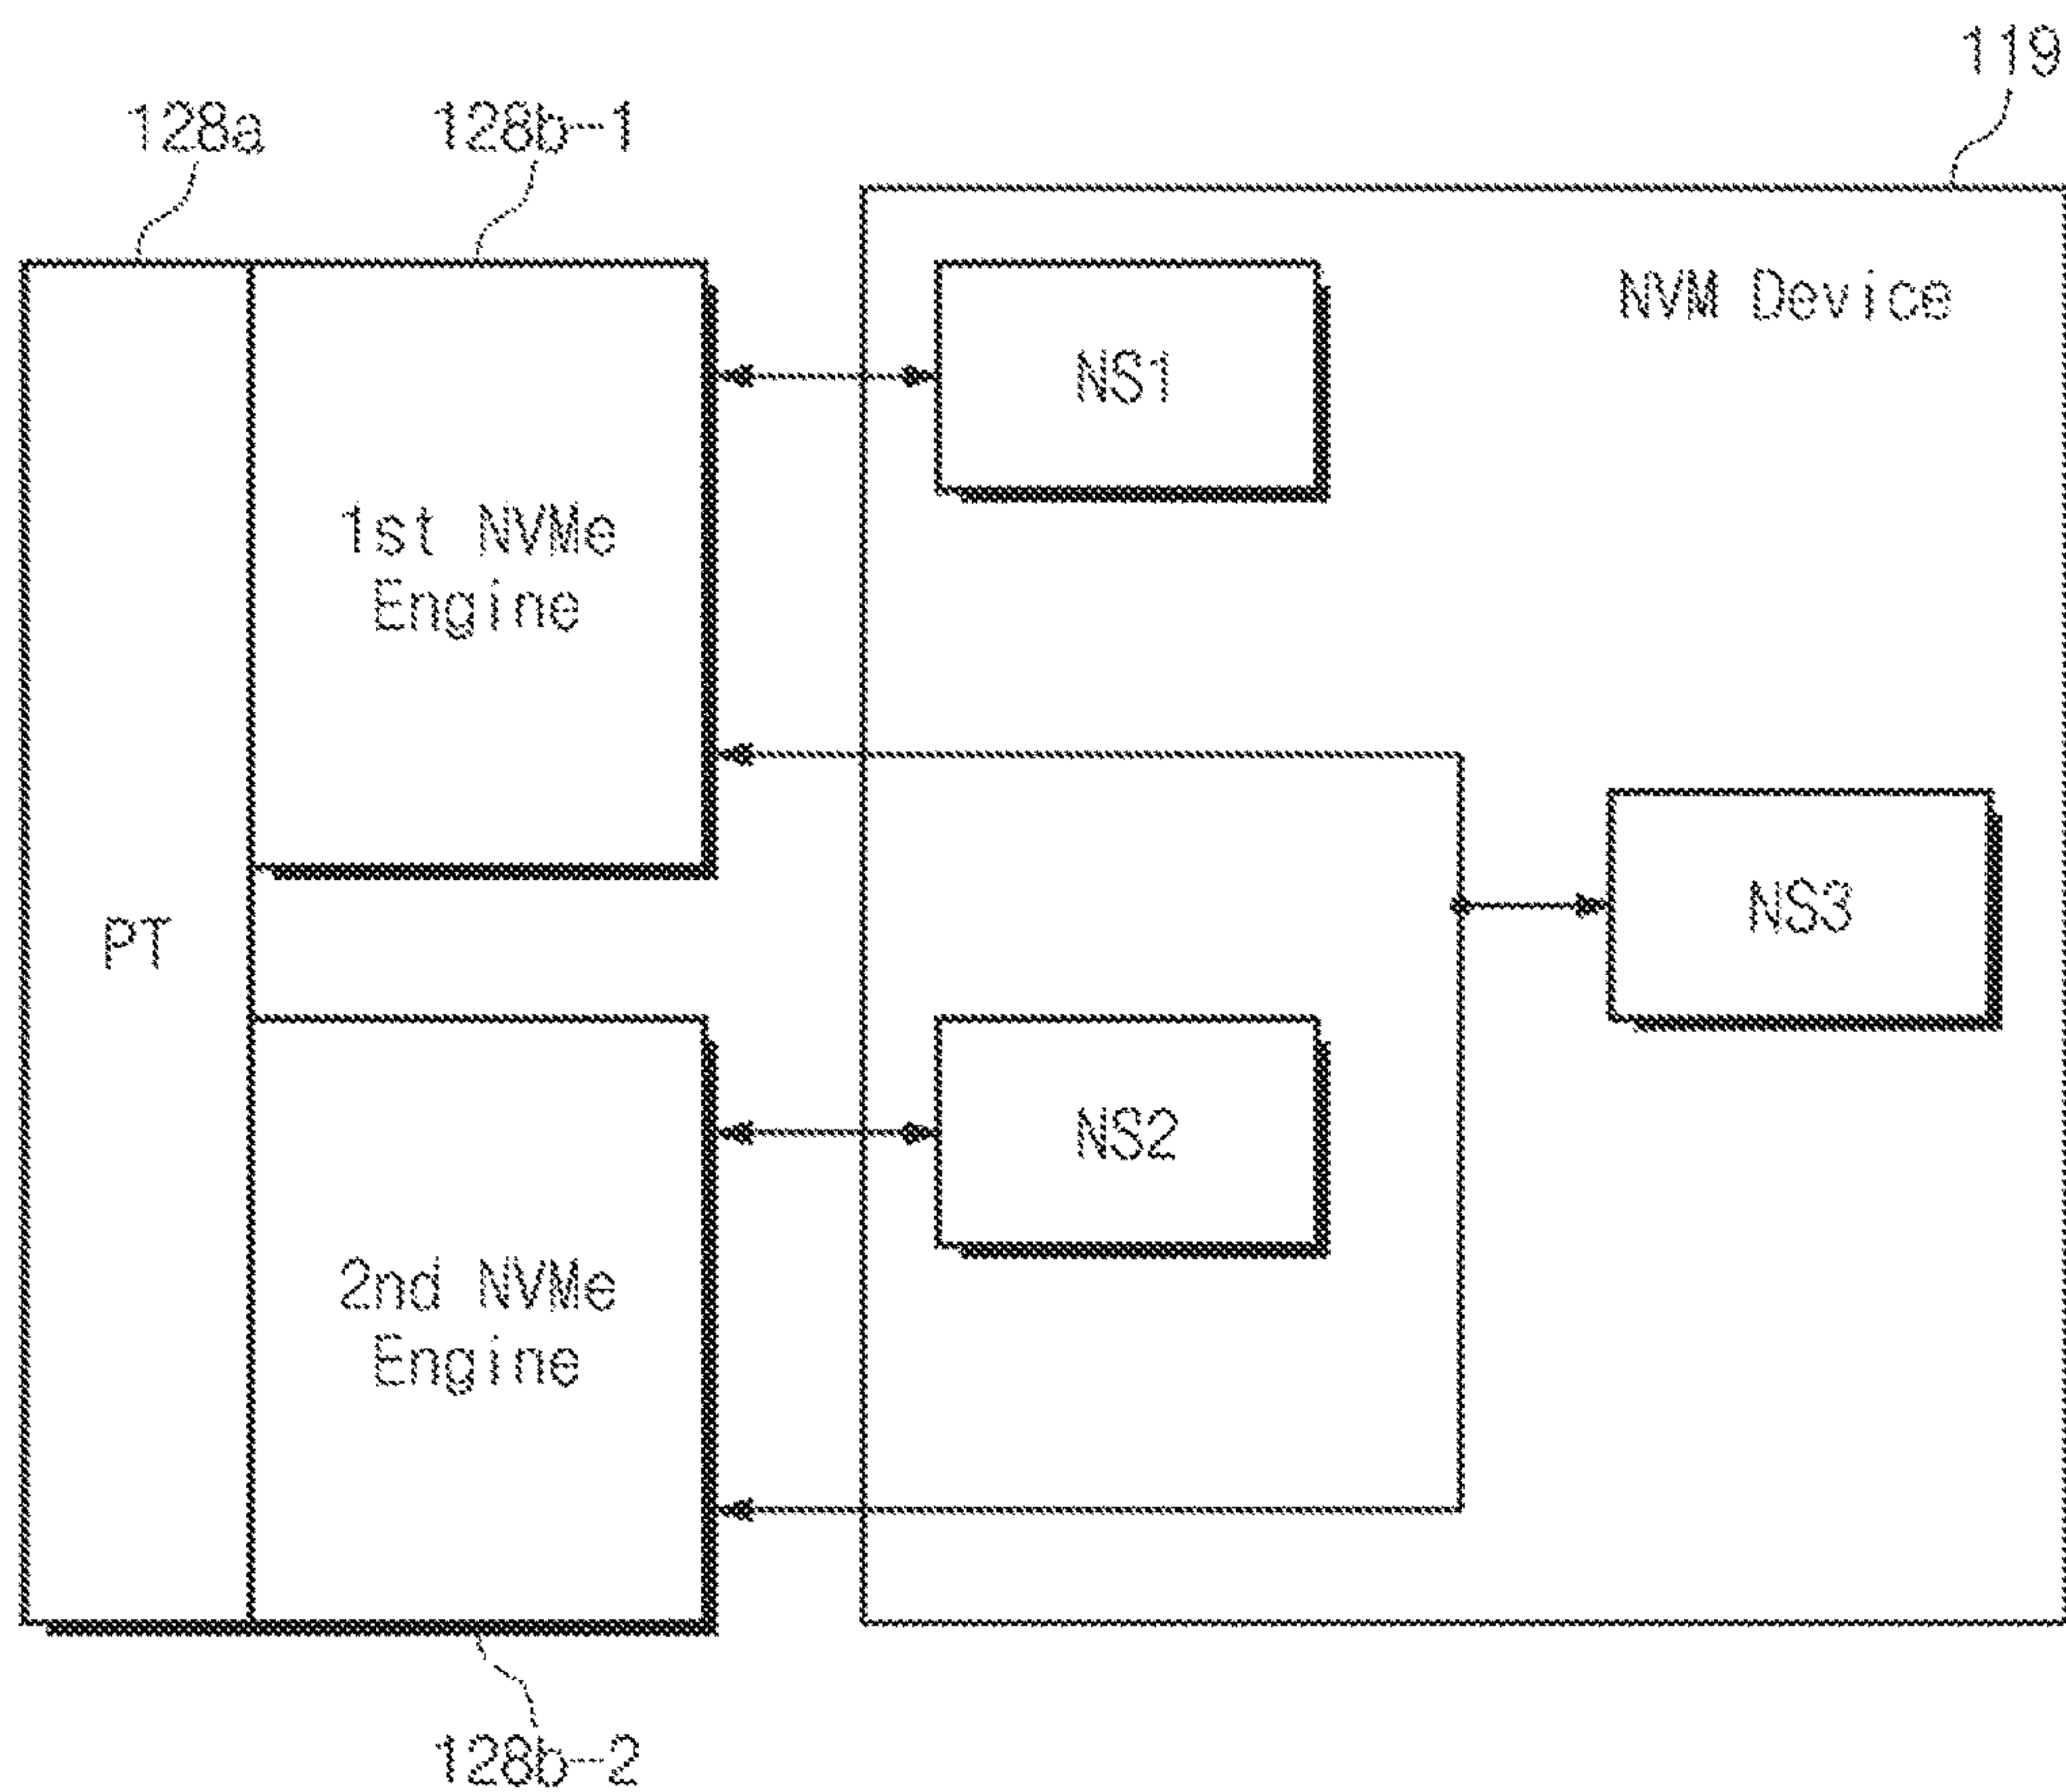 119
128a
128b-1
NVM Device
NS1
1st NVMe
Engine
NS3
PT
NS2
2nd NVMe
Engine
128b-2